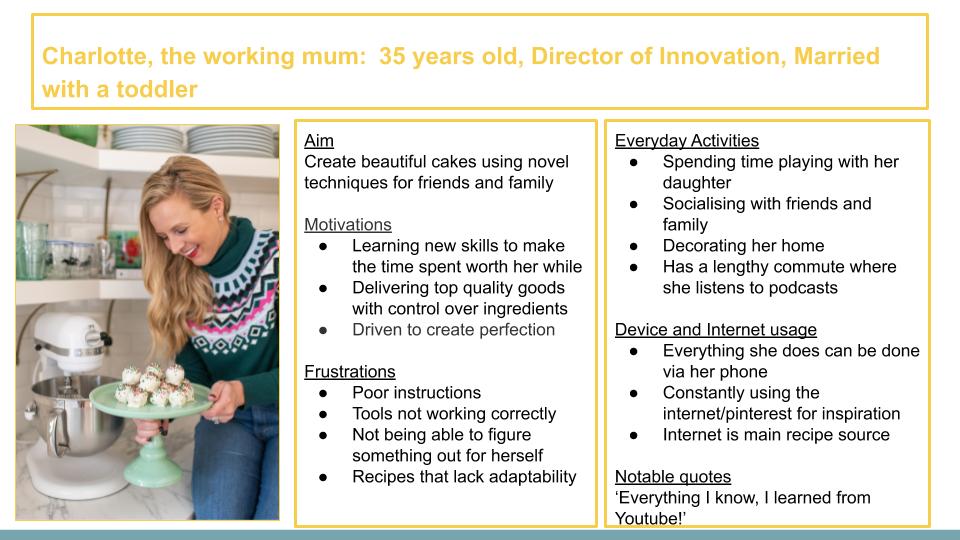 Charlotte, the working mum:  35 years old, Director of Innovation, Married
with a toddler
Aim
Create beautiful cakes using novel
techniques for friends and family
Motivations
● Learning new skills to make
the time spent worth her while
● Delivering top quality goods
with control over ingredients
● Driven to create perfection
Frustrations
● Poor instructions
● Tools not working correctly
● Not being able to figure
something out for herself
● Recipes that lack adaptability
Everyday Activities
● Spending time playing with her
daughter
● Socialising with friends and
family
● Decorating her home
● Has a lengthy commute where
she listens to podcasts
Device and Internet usage
● Everything she does can be done
via her phone
● Constantly using the
internet/pinterest for inspiration
● Internet is main recipe source
Notable quotes
‘Everything I know, I learned from
Youtube!’